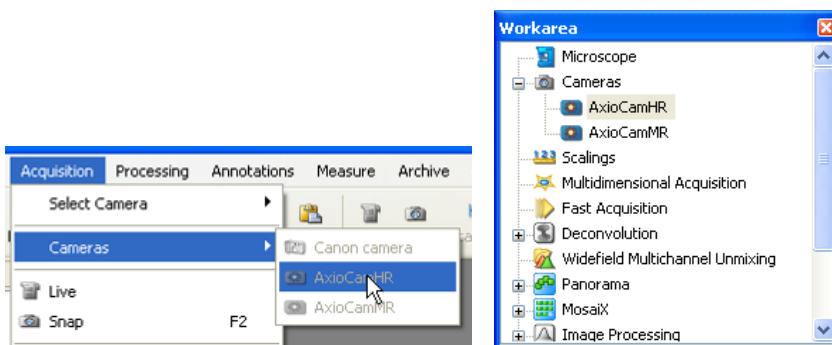 Acquisition Processing Annotations Measure Archive
Select Camera
Cameras
Canon camera
AxioCamHR
AxioCamMR
Live
Snap F2
Workarea
Microscope
Cameras
AxioCamHR
AxioCamMR
Scalings
Multidimensional Acquisition
Fast Acquisition
Deconvolution
Widefield Multichannel Unmixing
Panorama
MosaiX
Image Processing